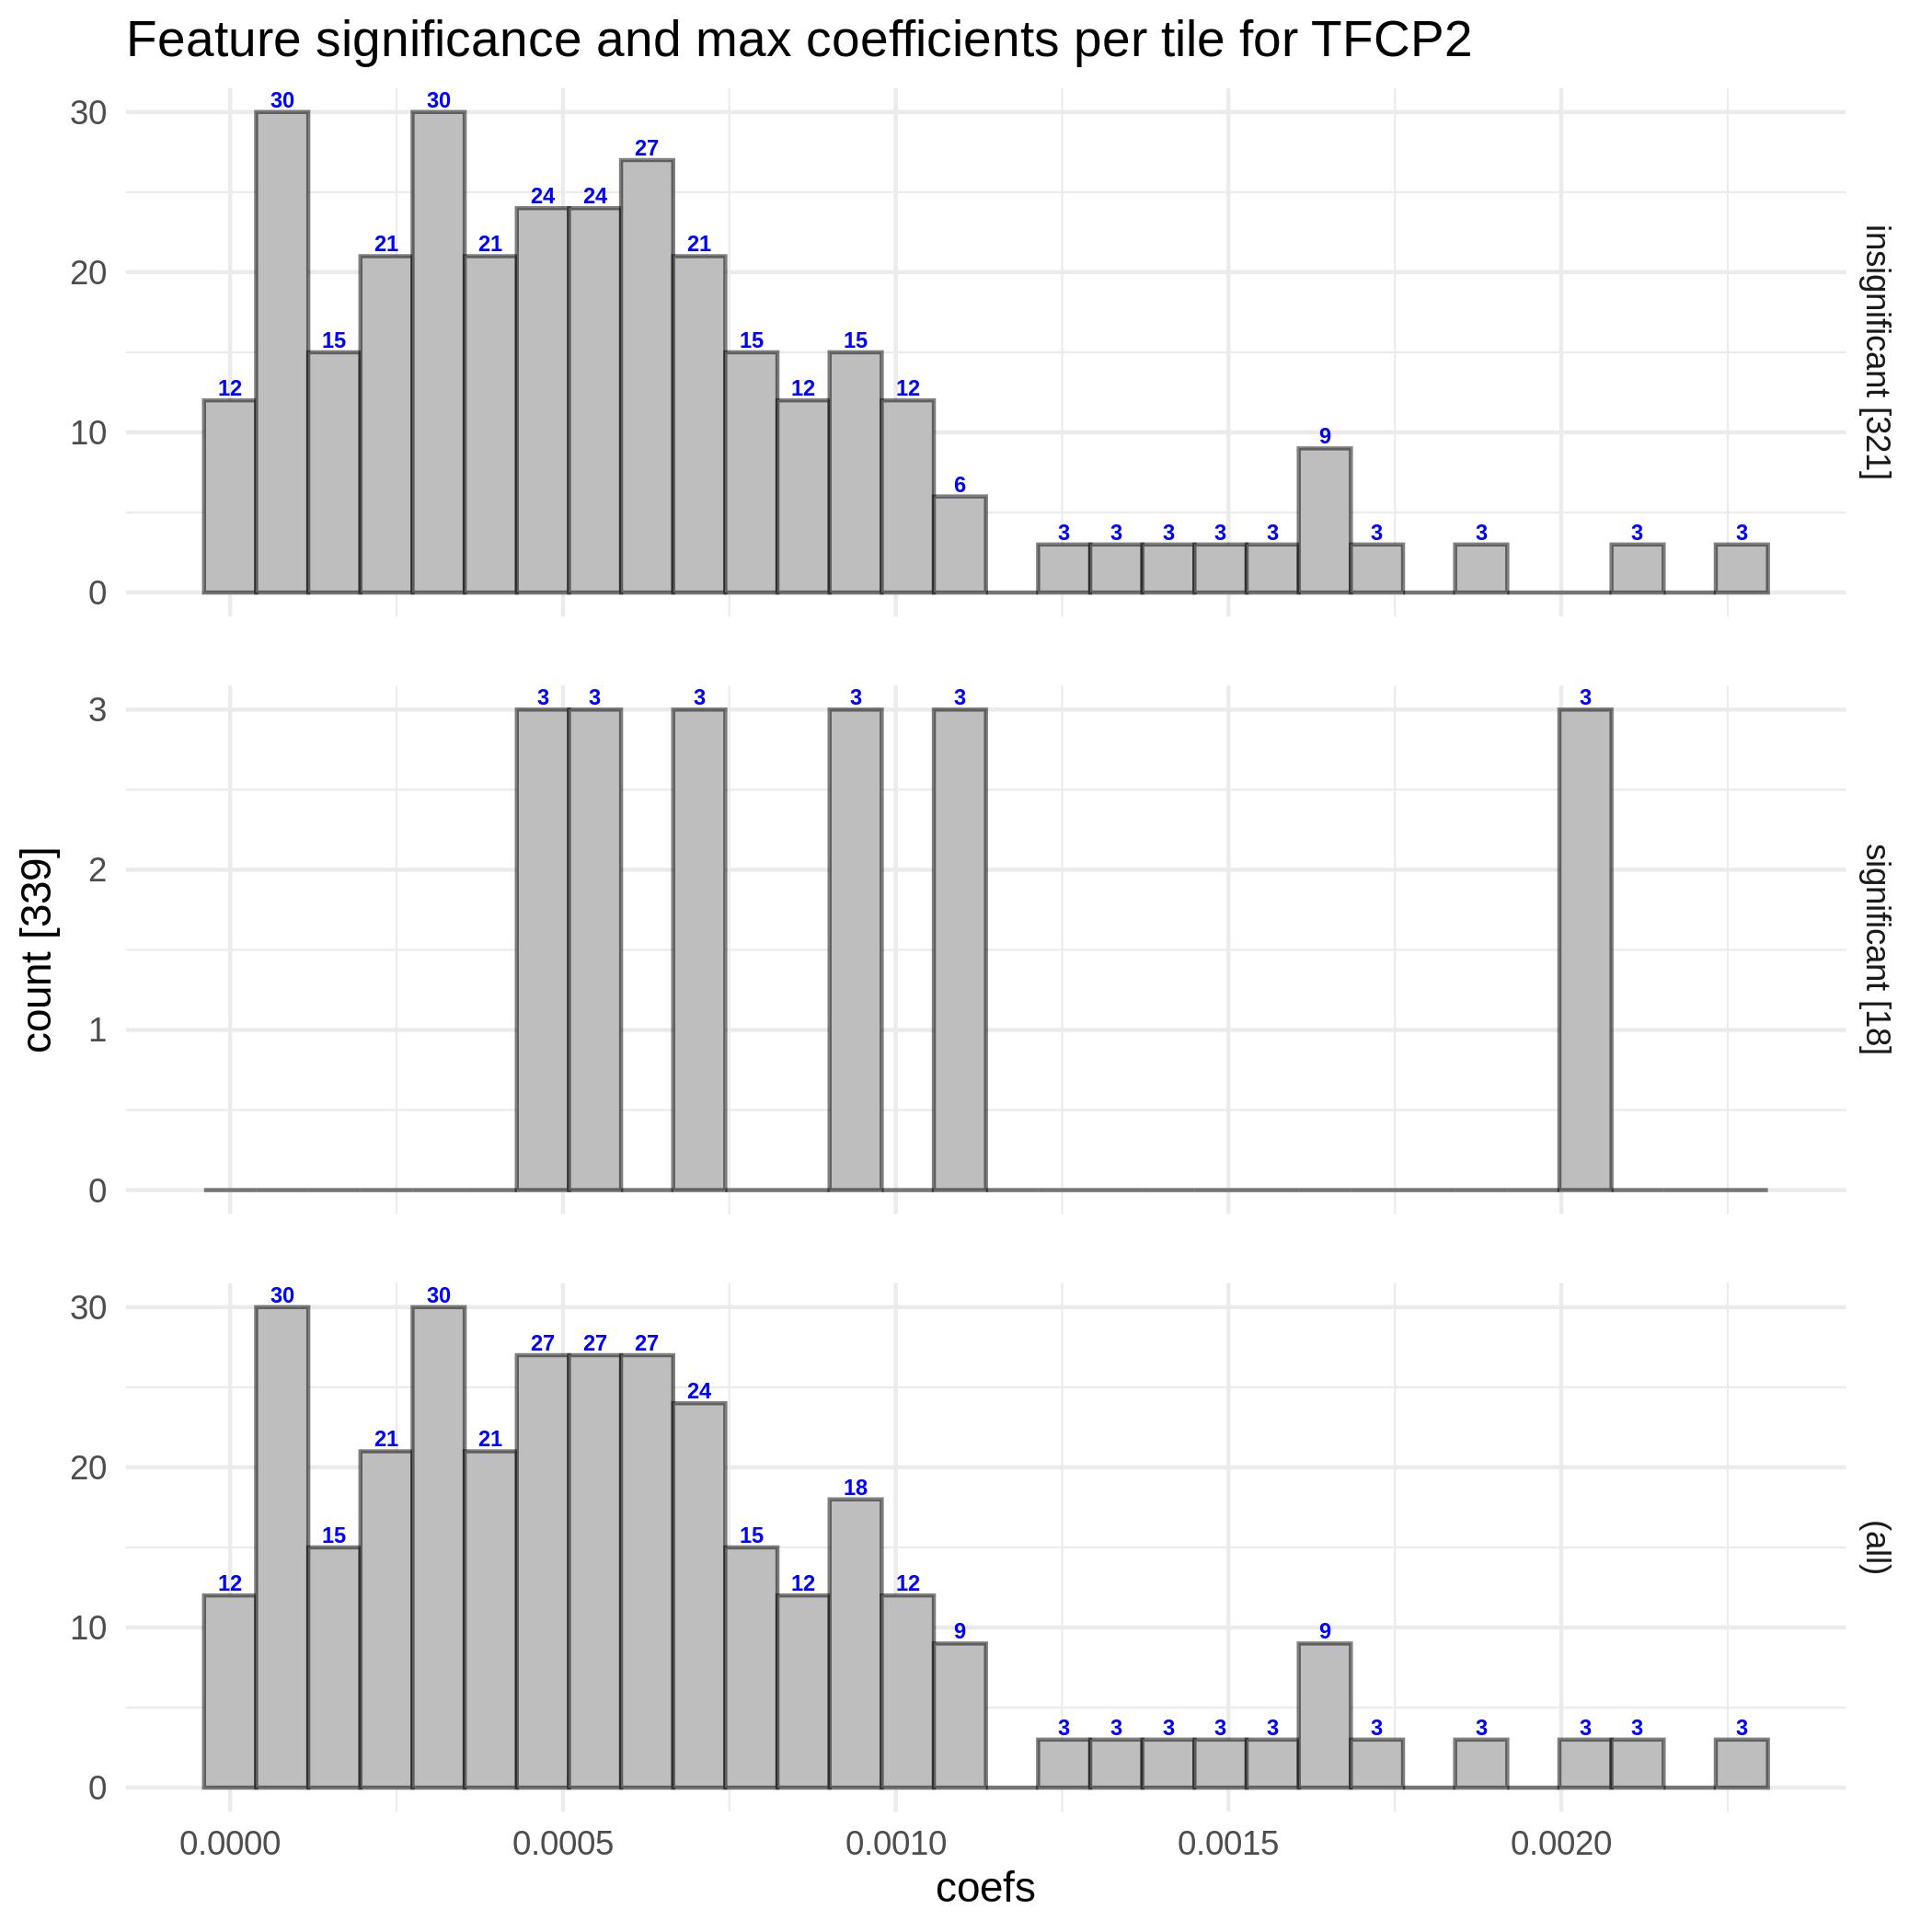 Feature significance and max coefficients per tile for TFCP2
30
20
10
0
12 30 15 21 30 21 24 24 27 21 15 12 15 12 6 3 3 3 3 3 9 3 3 3 3
insignificant [321]
count [339]
3
2
1
0
3 3 3 3 3 3
significant [18]
30
20
10
0
12 30 15 21 30 21 27 27 27 24 15 12 18 12 9 3 3 3 3 3 9 3 3 3 3 3
(all)
0.0000 0.0005 0.0010 0.0015 0.0020
coefs